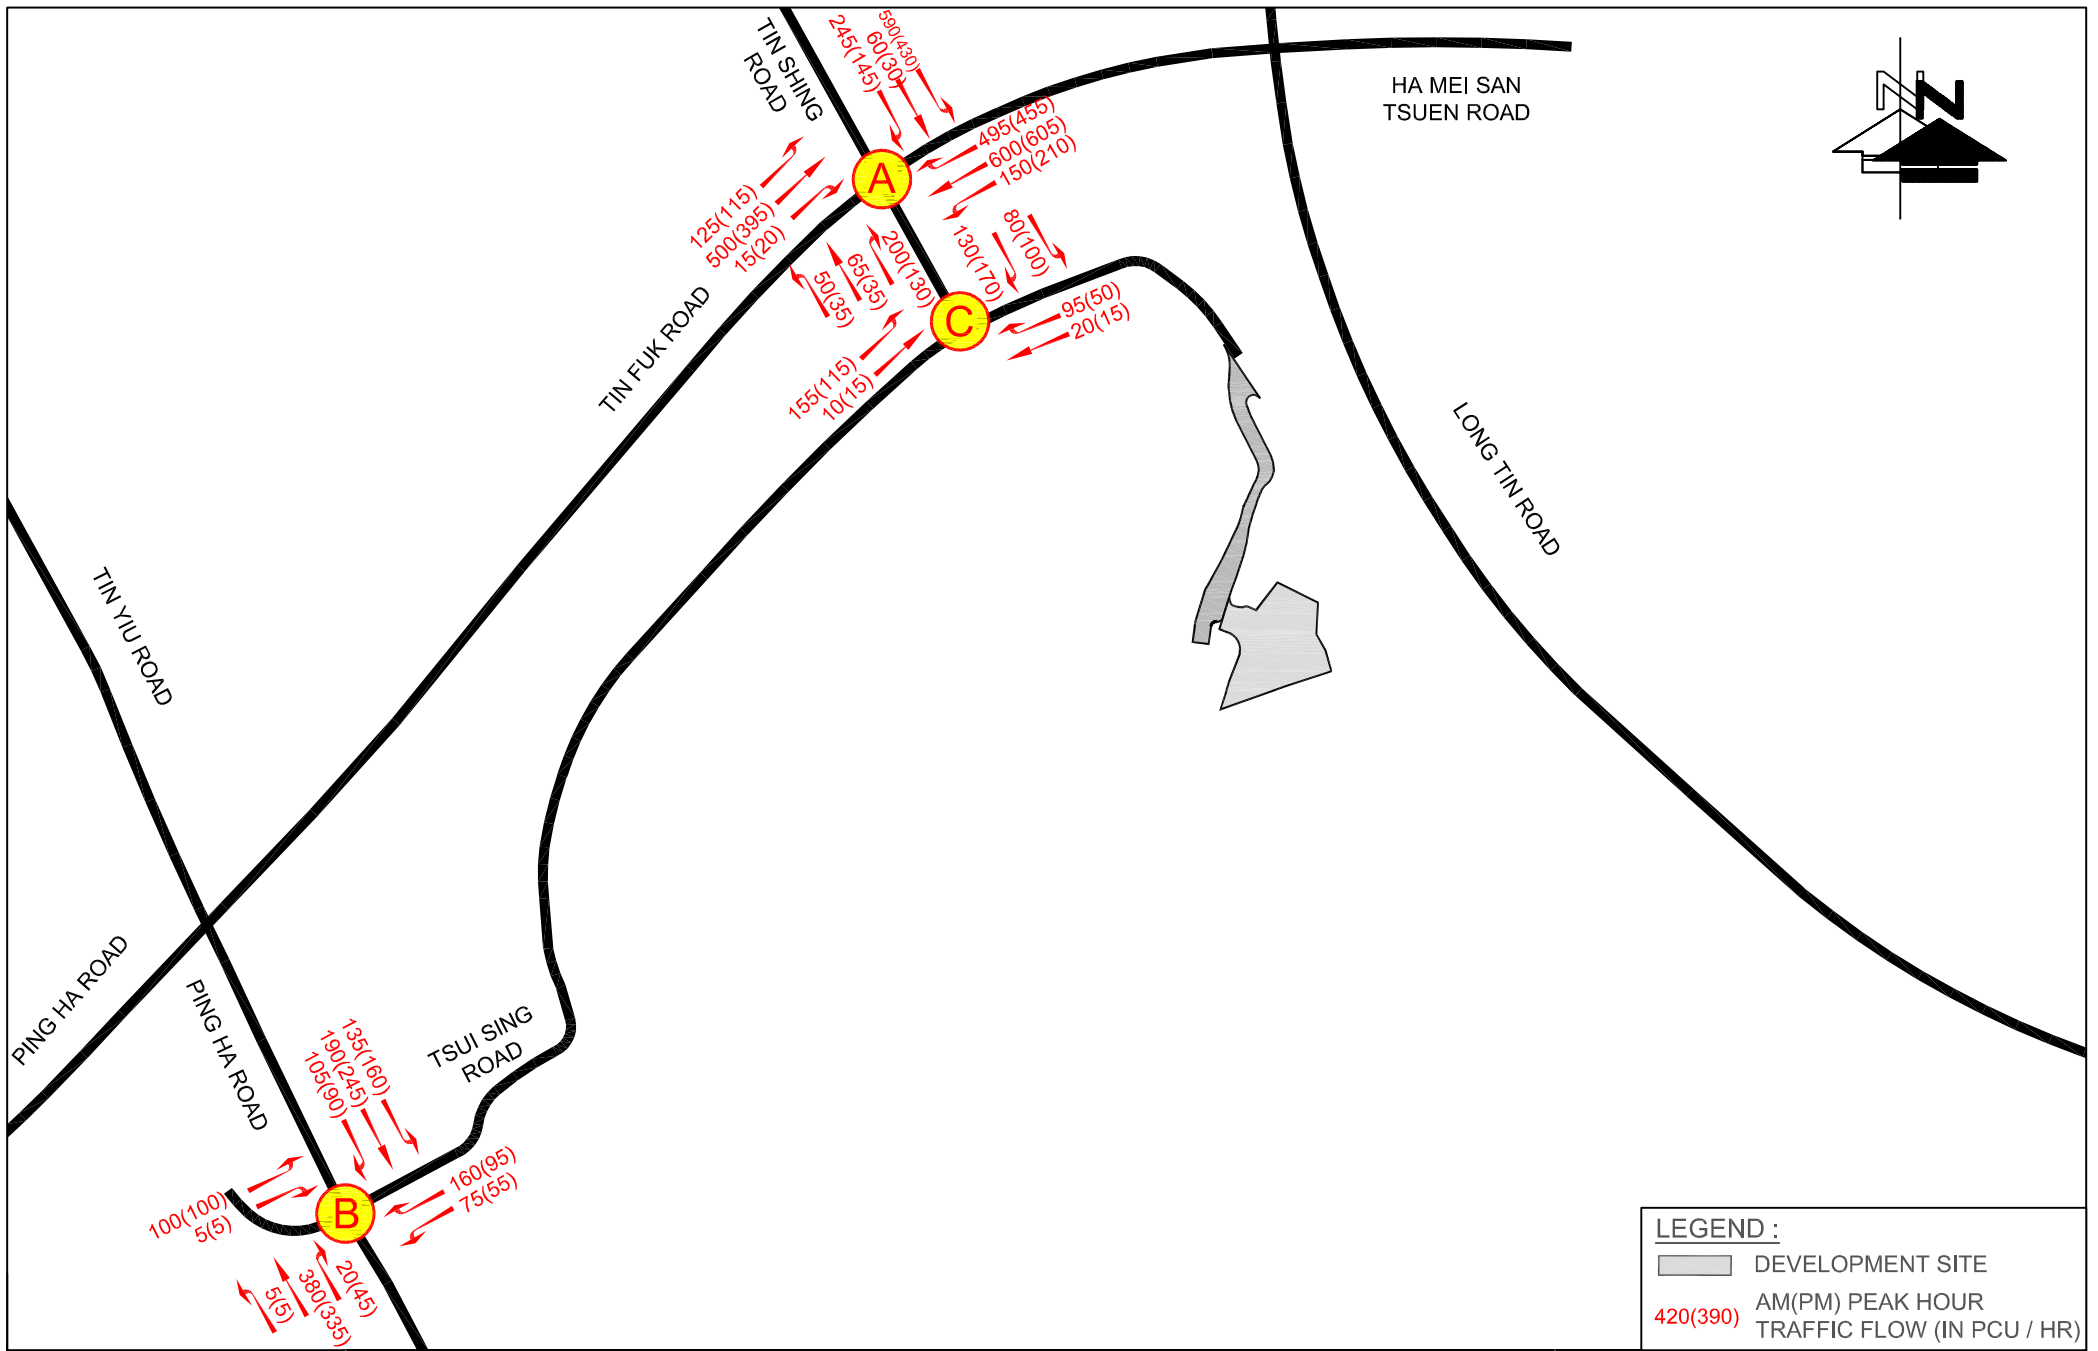 TIN SHING
ROAD
590(430)
60(30)
245(145)
HA MEI SAN
TSUEN ROAD
N
N
495(455)
600(605)
150(210)
A
125(115)
500(395)
15(20)
50(35)
65(35)
200(130)
130(170)
80(100)
C
95(50)
20(15)
155(115)
10(15)
TIN FUK ROAD
LONG TIN ROAD
TIN YIU ROAD
PING HA ROAD
PING HA ROAD
TSUI SING
ROAD
135(160)
190(245)
105(90)
160(95)
75(55)
B
100(100)
5(5)
5(5)
380(335)
20(45)
LEGEND :
DEVELOPMENT SITE
420(390)
AM(PM) PEAK HOUR
TRAFFIC FLOW (IN PCU / HR)